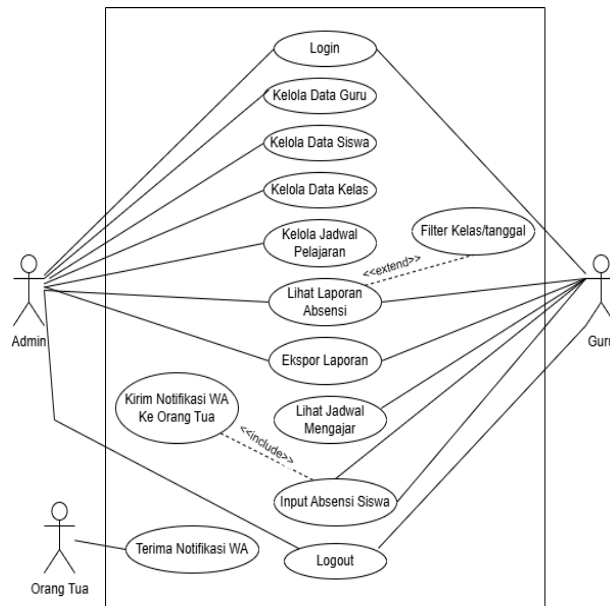 Login
Kelola Data Guru
Kelola Data Siswa
Kelola Data Kelas
Kelola Jadwal
Pelajaran
Filter Kelas/tanggal
<<extend>>
Lihat Laporan
Absensi
Admin
Guru
Ekspor Laporan
Kirim Notifikasi WA
Ke Orang Tua
Lihat Jadwal
Mengajar
<<include>>
Input Absensi Siswa
Terima Notifikasi WA
Logout
Orang Tua